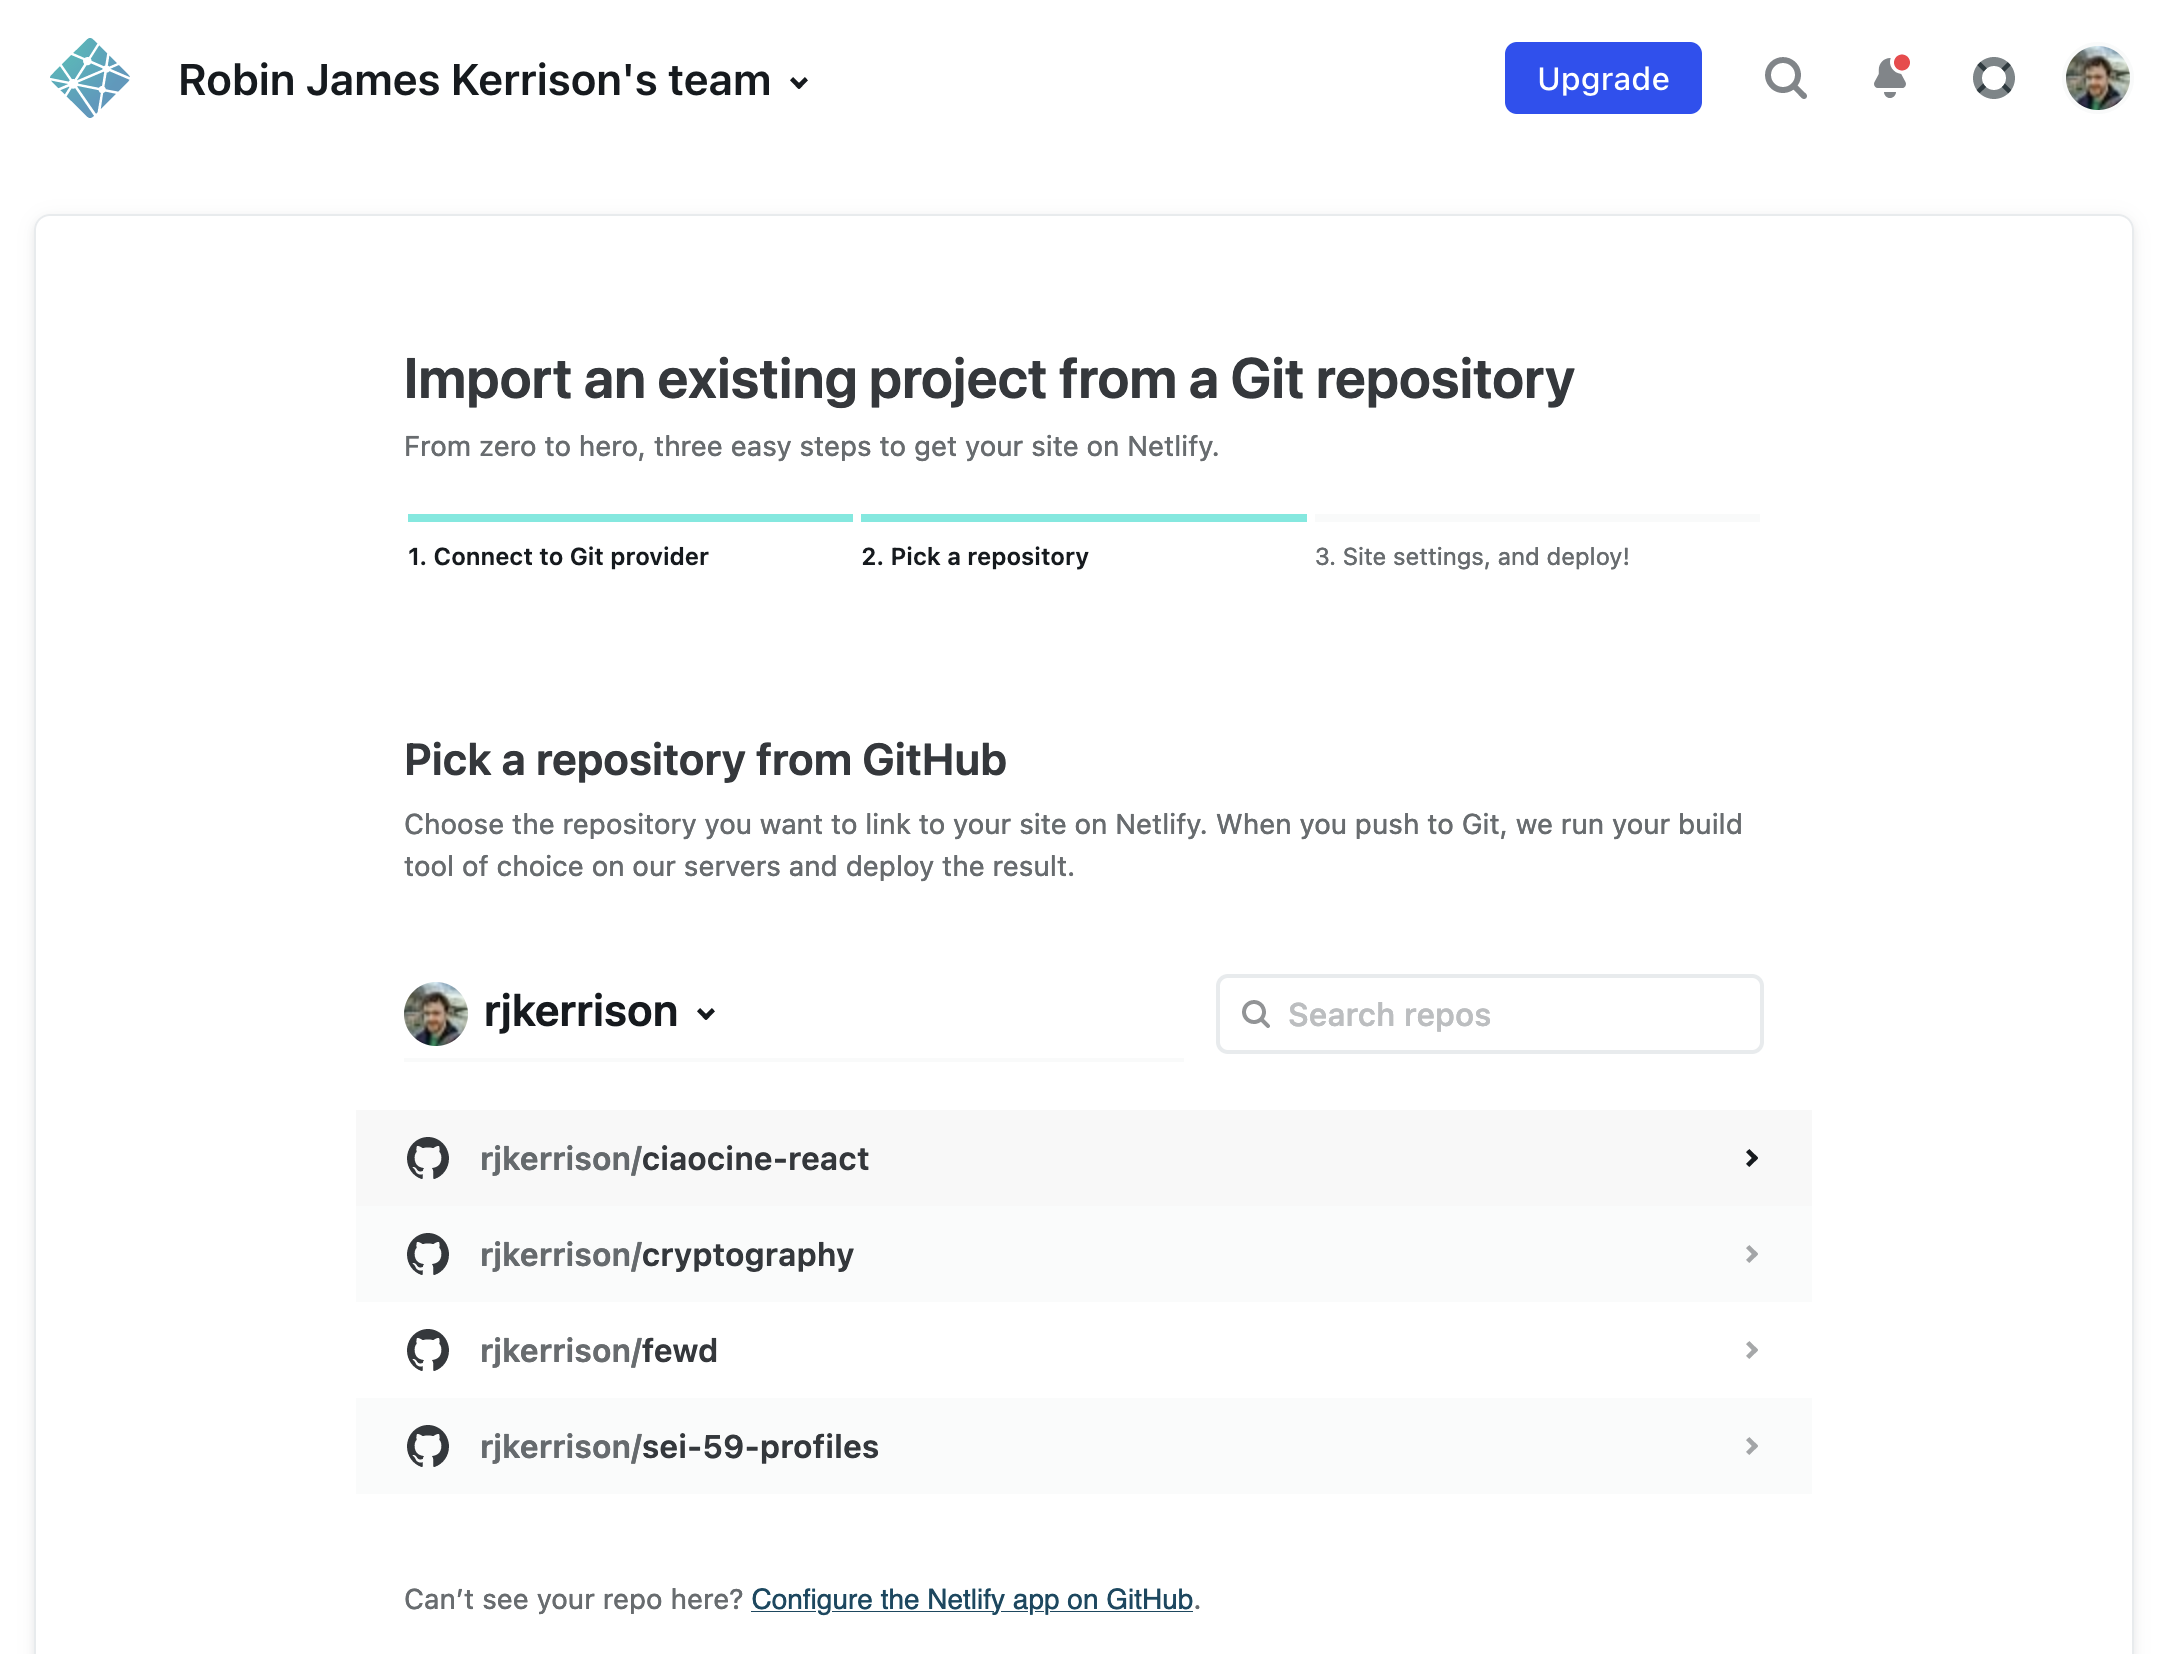 Robin James Kerrison's team
Upgrade
Import an existing project from a Git repository
From zero to hero, three easy steps to get your site on Netlify.
1. Connect to Git provider
2. Pick a repository
3. Site settings, and deploy!
Pick a repository from GitHub
Choose the repository you want to link to your site on Netlify. When you push to Git, we run your build
tool of choice on our servers and deploy the result.
rjkerrison
Search repos
rjkerrison/ciaocine-react
rjkerrison/cryptography
rjkerrison/fewd
rjkerrison/sei-59-profiles
Can’t see your repo here? Configure the Netlify app on GitHub.